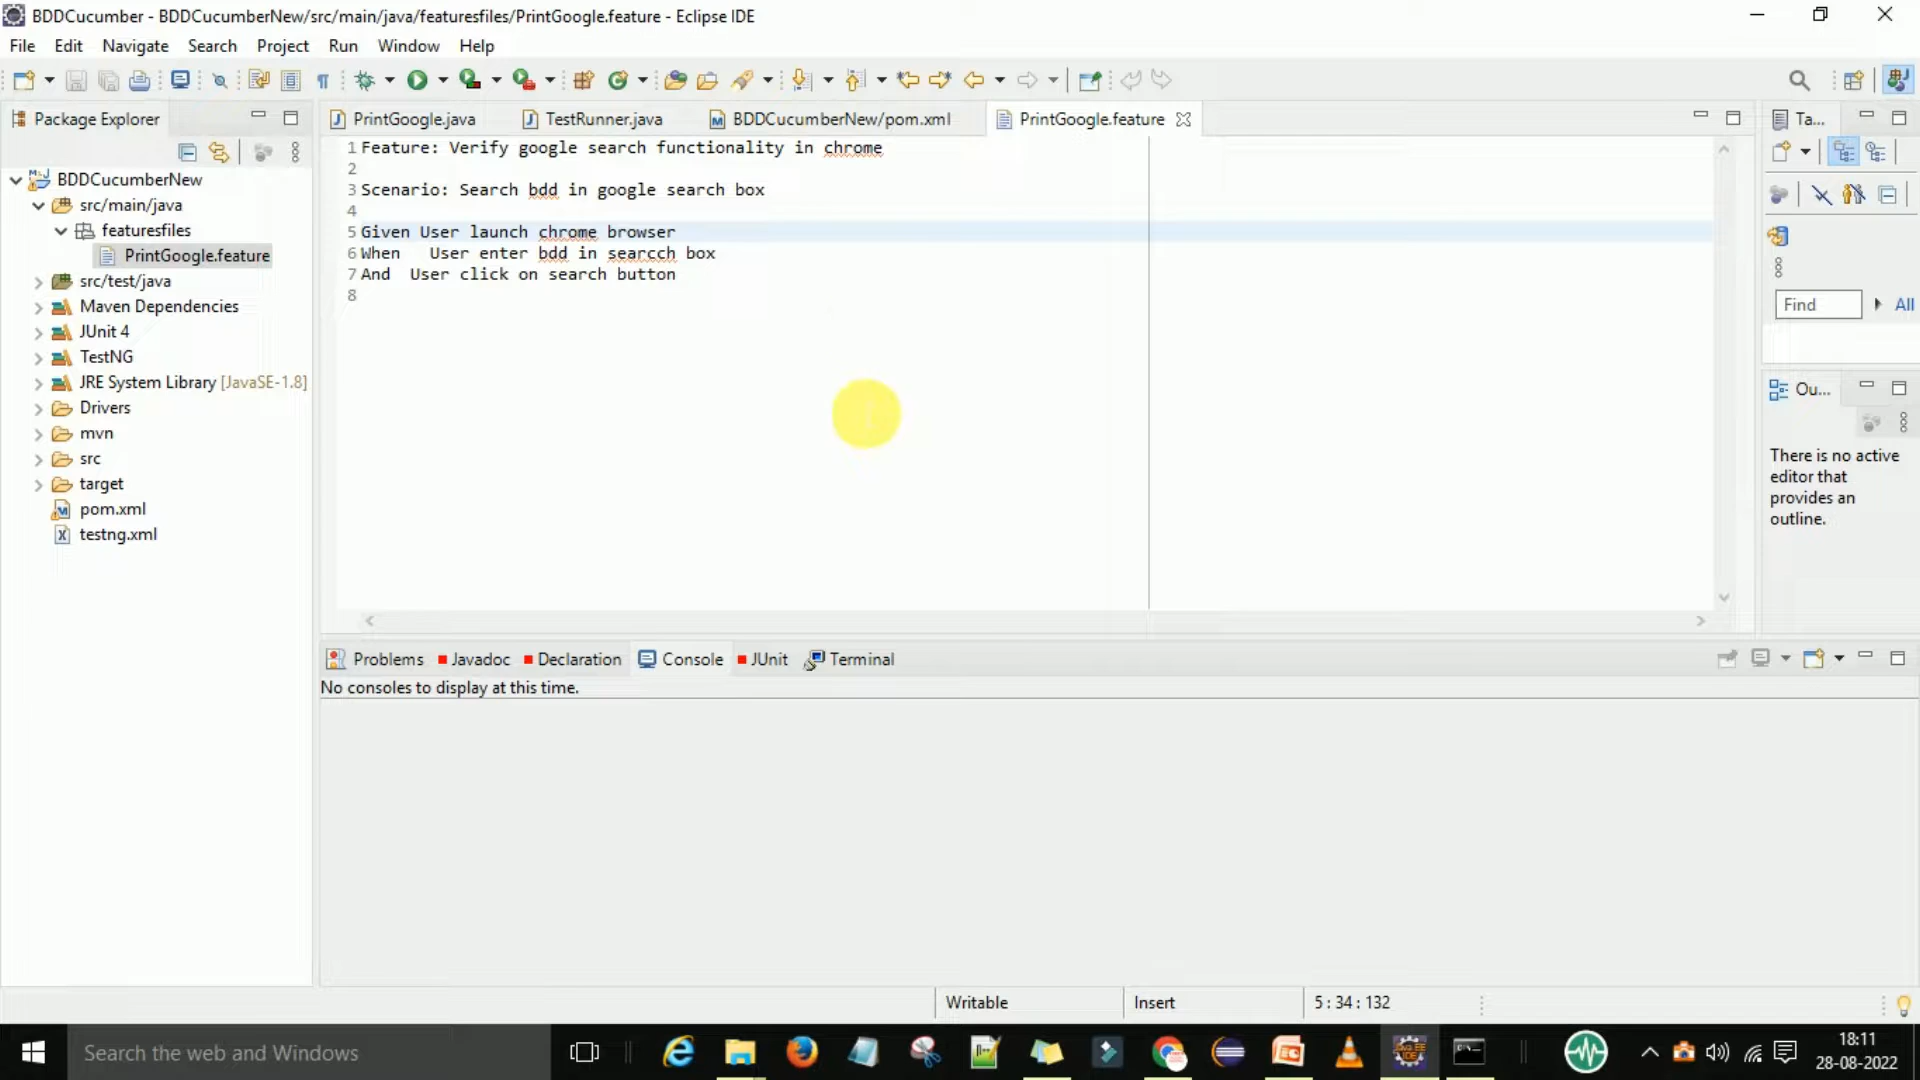 BDDCucumber - BDDCucumberNew/src/main/java/featuresfiles/PrintGoogle.feature - Eclipse IDE
File Edit Navigate Search Project Run Window Help
Package Explorer
PrintGoogle.java TestRunner.java BDDCucumberNew/pom.xml PrintGoogle.feature
Ta...
BDDCucumberNew
src/main/java
featuresfiles
PrintGoogle.feature
src/test/java
Maven Dependencies
JUnit 4
TestNG
JRE System Library [JavaSE-1.8]
Drivers
mvn
src
target
pom.xml
testng.xml
1 Feature: Verify google search functionality in chrome
2
3 Scenario: Search bdd in google search box
4
5 Given User launch chrome browser
6 When User enter bdd in searcch box
7 And User click on search button
8
Find All
Ou...
There is no active
editor that
provides an
outline.
Problems Javadoc Declaration Console JUnit Terminal
No consoles to display at this time.
Writable Insert 5 : 34 : 132
Search the web and Windows
18:11
28-08-2022